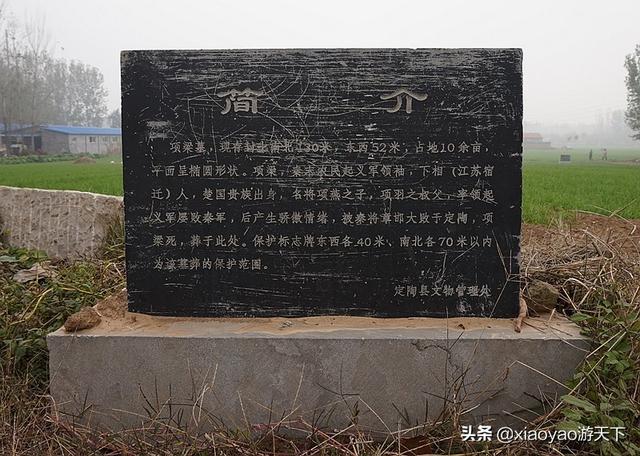 简 介
项梁墓，现存封土南北130米，东西52米，占地10余亩，
平面呈椭圆形状。项梁，秦末农民起义军领袖，下相（江苏宿
迁）人，楚国贵族出身，名将项燕之子，项羽之叔父，率领起
义军屡败秦军，后产生骄傲情绪，被秦将章邯大败于定陶，项
梁死，葬于此处。保护标志牌东西各40米、南北各70米以内
为该墓葬的保护范围。
定陶县文物管理处
头条 @xiaoyao游天下